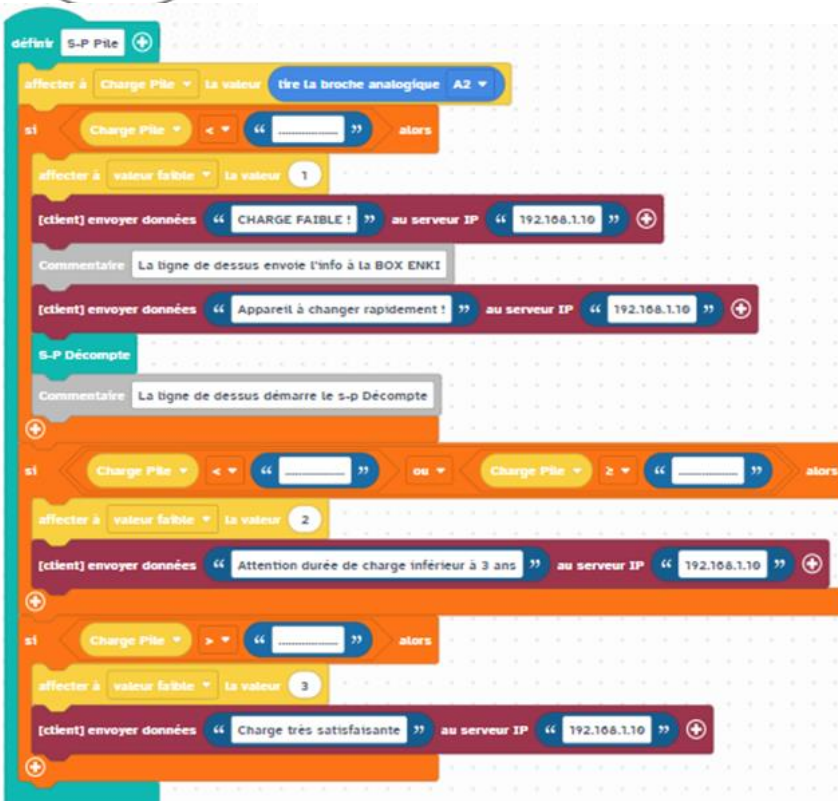 définir S-P Pile
affecter à Charge Pile la valeur lire la broche analogique A2
si Charge Pile < “ ................. ” alors
affecter à valeur faible la valeur 1
[client] envoyer données “ CHARGE FAIBLE ! ” au serveur IP “ 192.168.1.10 ”
Commentaire La ligne de dessus envoie l'info à la BOX ENKI
[client] envoyer données “ Appareil à changer rapidement ! ” au serveur IP “ 192.168.1.10 ”
S-P Décompte
Commentaire La ligne de dessus démarre le s-p Décompte
si Charge Pile < “ ................. ” ou Charge Pile ≥ “ ................. ” alors
affecter à valeur faible la valeur 2
[client] envoyer données “ Attention durée de charge inférieur à 3 ans ” au serveur IP “ 192.168.1.10 ”
si Charge Pile > “ ................. ” alors
affecter à valeur faible la valeur 3
[client] envoyer données “ Charge très satisfaisante ” au serveur IP “ 192.168.1.10 ”